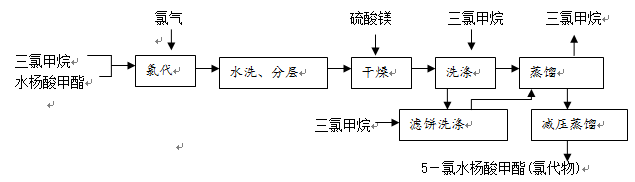 氯气
硫酸镁
三氯甲烷
三氯甲烷
三氯甲烷
水杨酸甲酯
氯代
水洗、分层
干燥
洗涤
蒸馏
三氯甲烷
滤饼洗涤
减压蒸馏
5－氯水杨酸甲酯(氯代物)